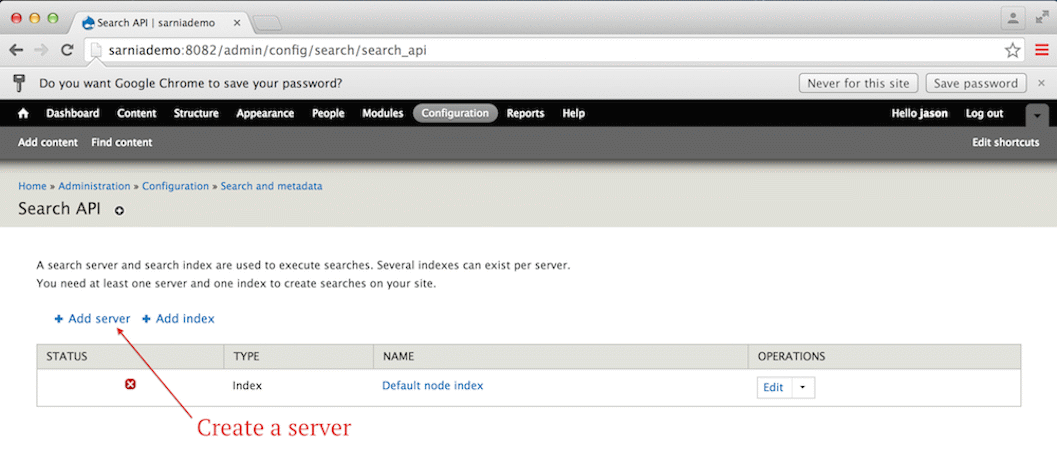 Search API | sarniademo
sarniademo:8082/admin/config/search/search_api
Do you want Google Chrome to save your password? Never for this site Save password
Dashboard Content Structure Appearance People Modules Configuration Reports Help Hello jason Log out
Add content Find content Edit shortcuts
Home » Administration » Configuration » Search and metadata
Search API
A search server and search index are used to execute searches. Several indexes can exist per server.
You need at least one server and one index to create searches on your site.
+ Add server + Add index
STATUS TYPE NAME OPERATIONS
Index Default node index Edit
Create a server